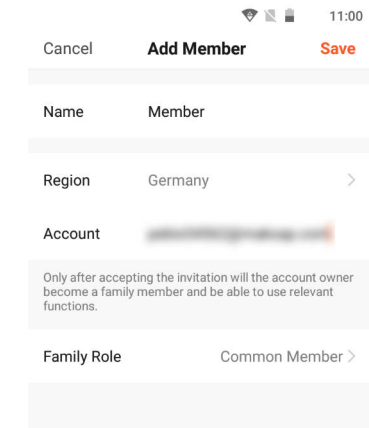 11:00
Cancel Add Member Save
Name Member
Region Germany
Account
Only after accepting the invitation will the account owner
become a family member and be able to use relevant
functions.
Family Role Common Member